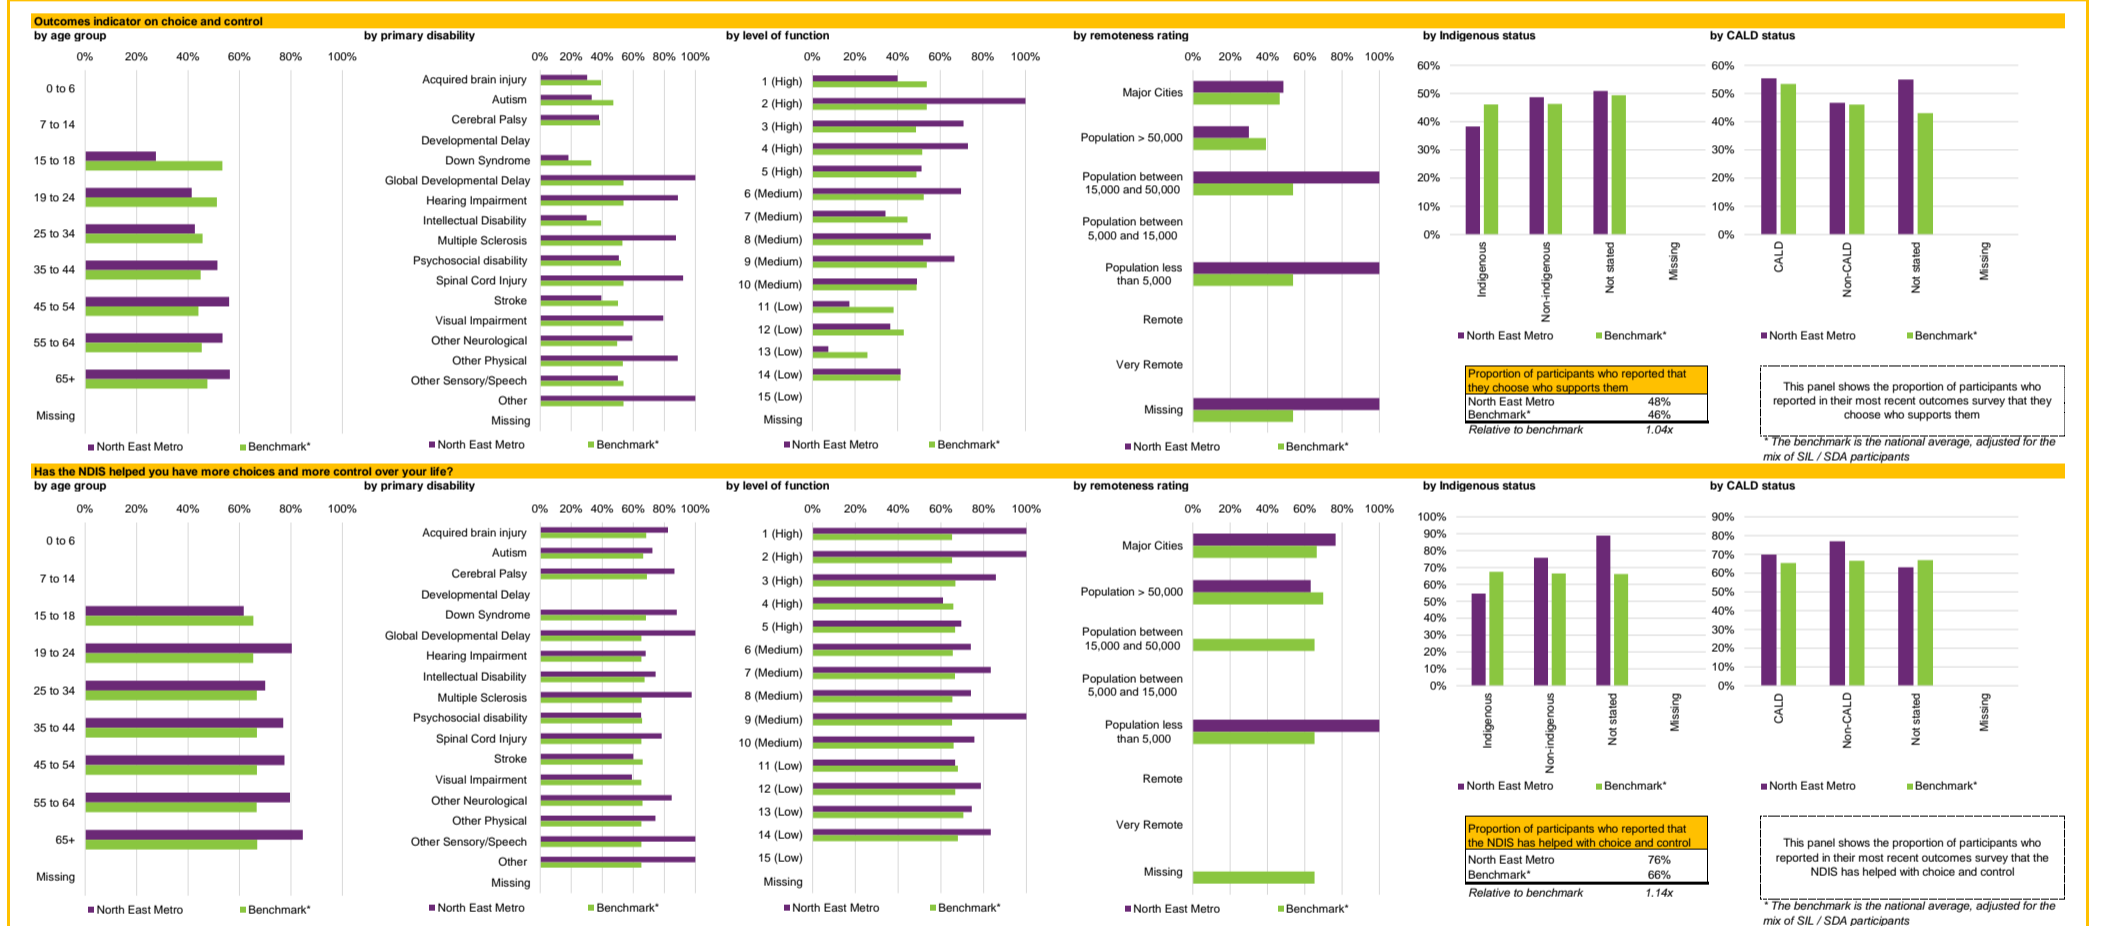 Outcomes indicator on choice and control
by age group
0% 20% 40% 60% 80% 100%
0 to 6
7 to 14
15 to 18
19 to 24
25 to 34
35 to 44
45 to 54
55 to 64
65+
Missing
North East Metro Benchmark*
by primary disability
0% 20% 40% 60% 80% 100%
Acquired brain injury
Autism
Cerebral Palsy
Developmental Delay
Down Syndrome
Global Developmental Delay
Hearing Impairment
Intellectual Disability
Multiple Sclerosis
Psychosocial disability
Spinal Cord Injury
Stroke
Visual Impairment
Other Neurological
Other Physical
Other Sensory/Speech
Other
Missing
North East Metro Benchmark*
by level of function
0% 20% 40% 60% 80% 100%
1 (High)
2 (High)
3 (High)
4 (High)
5 (High)
6 (Medium)
7 (Medium)
8 (Medium)
9 (Medium)
10 (Medium)
11 (Low)
12 (Low)
13 (Low)
14 (Low)
15 (Low)
Missing
North East Metro Benchmark*
by remoteness rating
0% 20% 40% 60% 80% 100%
Major Cities
Population > 50,000
Population between
15,000 and 50,000
Population between
5,000 and 15,000
Population less
than 5,000
Remote
Very Remote
Missing
North East Metro Benchmark*
by Indigenous status
60%
50%
40%
30%
20%
10%
0%
Indigenous
Non-indigenous
Not stated
Missing
North East Metro Benchmark*
Proportion of participants who reported that
they choose who supports them
North East Metro 48%
Benchmark* 46%
Relative to benchmark 1.04x
by CALD status
60%
50%
40%
30%
20%
10%
0%
CALD
Non-CALD
Not stated
Missing
North East Metro Benchmark*
This panel shows the proportion of participants who
reported in their most recent outcomes survey that they
choose who supports them
* The benchmark is the national average, adjusted for the
mix of SIL / SDA participants
Has the NDIS helped you have more choices and more control over your life?
by age group
0% 20% 40% 60% 80% 100%
0 to 6
7 to 14
15 to 18
19 to 24
25 to 34
35 to 44
45 to 54
55 to 64
65+
Missing
North East Metro Benchmark*
by primary disability
0% 20% 40% 60% 80% 100%
Acquired brain injury
Autism
Cerebral Palsy
Developmental Delay
Down Syndrome
Global Developmental Delay
Hearing Impairment
Intellectual Disability
Multiple Sclerosis
Psychosocial disability
Spinal Cord Injury
Stroke
Visual Impairment
Other Neurological
Other Physical
Other Sensory/Speech
Other
Missing
North East Metro Benchmark*
by level of function
0% 20% 40% 60% 80% 100%
1 (High)
2 (High)
3 (High)
4 (High)
5 (High)
6 (Medium)
7 (Medium)
8 (Medium)
9 (Medium)
10 (Medium)
11 (Low)
12 (Low)
13 (Low)
14 (Low)
15 (Low)
Missing
North East Metro Benchmark*
by remoteness rating
0% 20% 40% 60% 80% 100%
Major Cities
Population > 50,000
Population between
15,000 and 50,000
Population between
5,000 and 15,000
Population less
than 5,000
Remote
Very Remote
Missing
North East Metro Benchmark*
by Indigenous status
100%
90%
80%
70%
60%
50%
40%
30%
20%
10%
0%
Indigenous
Non-indigenous
Not stated
Missing
North East Metro Benchmark*
Proportion of participants who reported that
the NDIS has helped with choice and control
North East Metro 76%
Benchmark* 66%
Relative to benchmark 1.14x
by CALD status
90%
80%
70%
60%
50%
40%
30%
20%
10%
0%
CALD
Non-CALD
Not stated
Missing
North East Metro Benchmark*
This panel shows the proportion of participants who
reported in their most recent outcomes survey that the
NDIS has helped with choice and control
* The benchmark is the national average, adjusted for the
mix of SIL / SDA participants